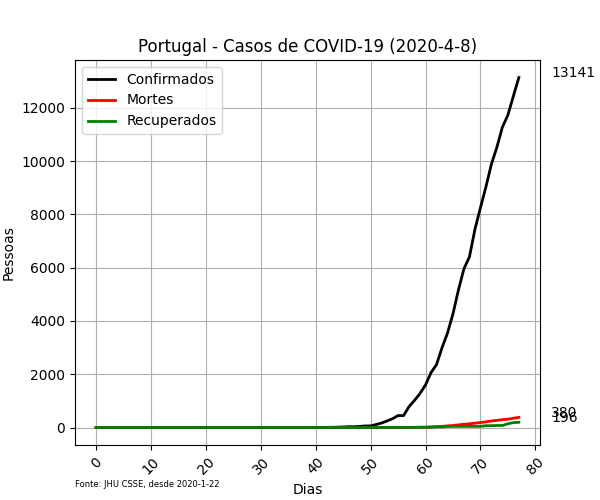 Portugal - Casos de COVID-19 (2020-4-8)
Confirmados
Mortes
Recuperados
13141
380
196
Pessoas
12000
10000
8000
6000
4000
2000
0
0 10 20 30 40 50 60 70 80
Dias
Fonte: JHU CSSE, desde 2020-1-22